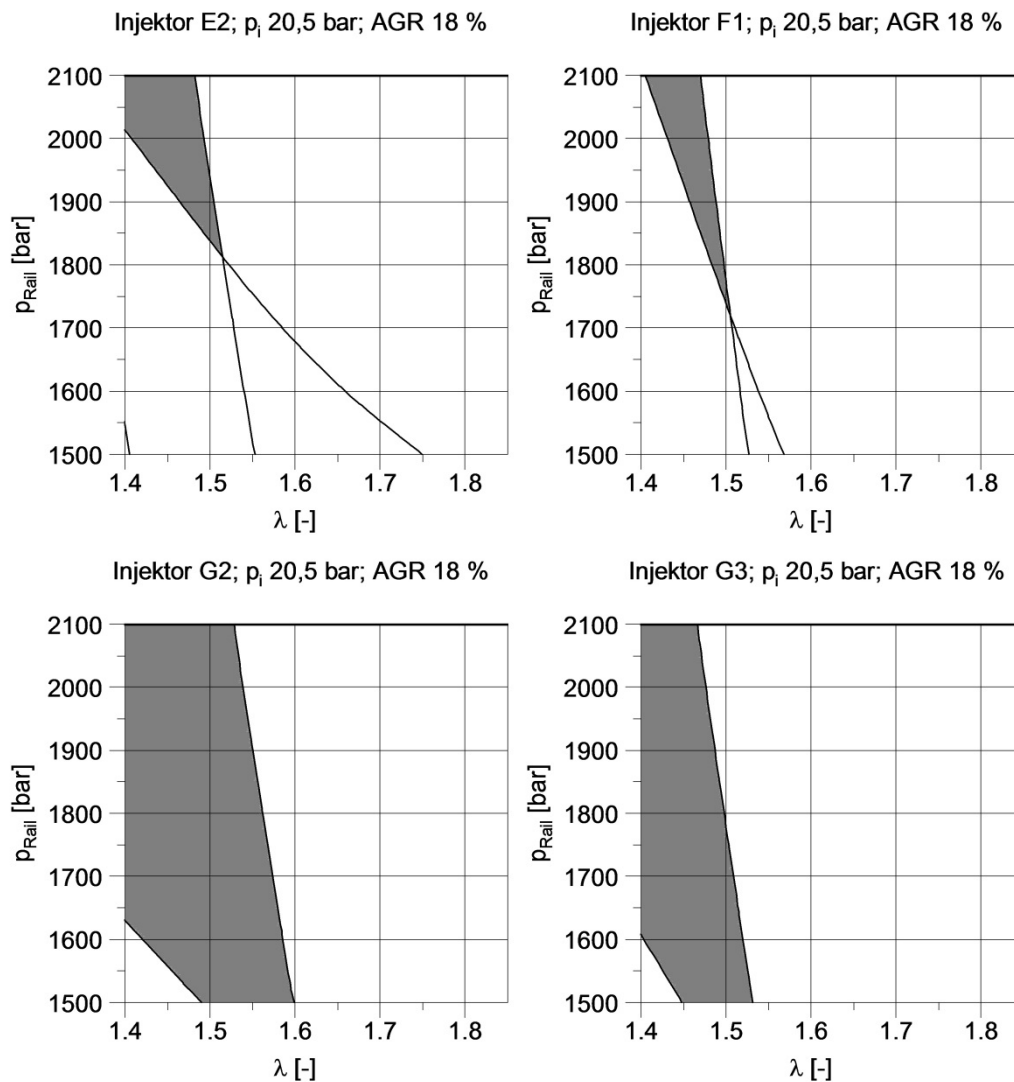 Injektor E2; pᵢ 20,5 bar; AGR 18 %
2100
2000
1900
1800
1700
1600
1500
p_Rail [bar]
1.4 1.5 1.6 1.7 1.8
λ [-]
Injektor F1; pᵢ 20,5 bar; AGR 18 %
2100
2000
1900
1800
1700
1600
1500
p_Rail [bar]
1.4 1.5 1.6 1.7 1.8
λ [-]
Injektor G2; pᵢ 20,5 bar; AGR 18 %
2100
2000
1900
1800
1700
1600
1500
p_Rail [bar]
1.4 1.5 1.6 1.7 1.8
λ [-]
Injektor G3; pᵢ 20,5 bar; AGR 18 %
2100
2000
1900
1800
1700
1600
1500
p_Rail [bar]
1.4 1.5 1.6 1.7 1.8
λ [-]